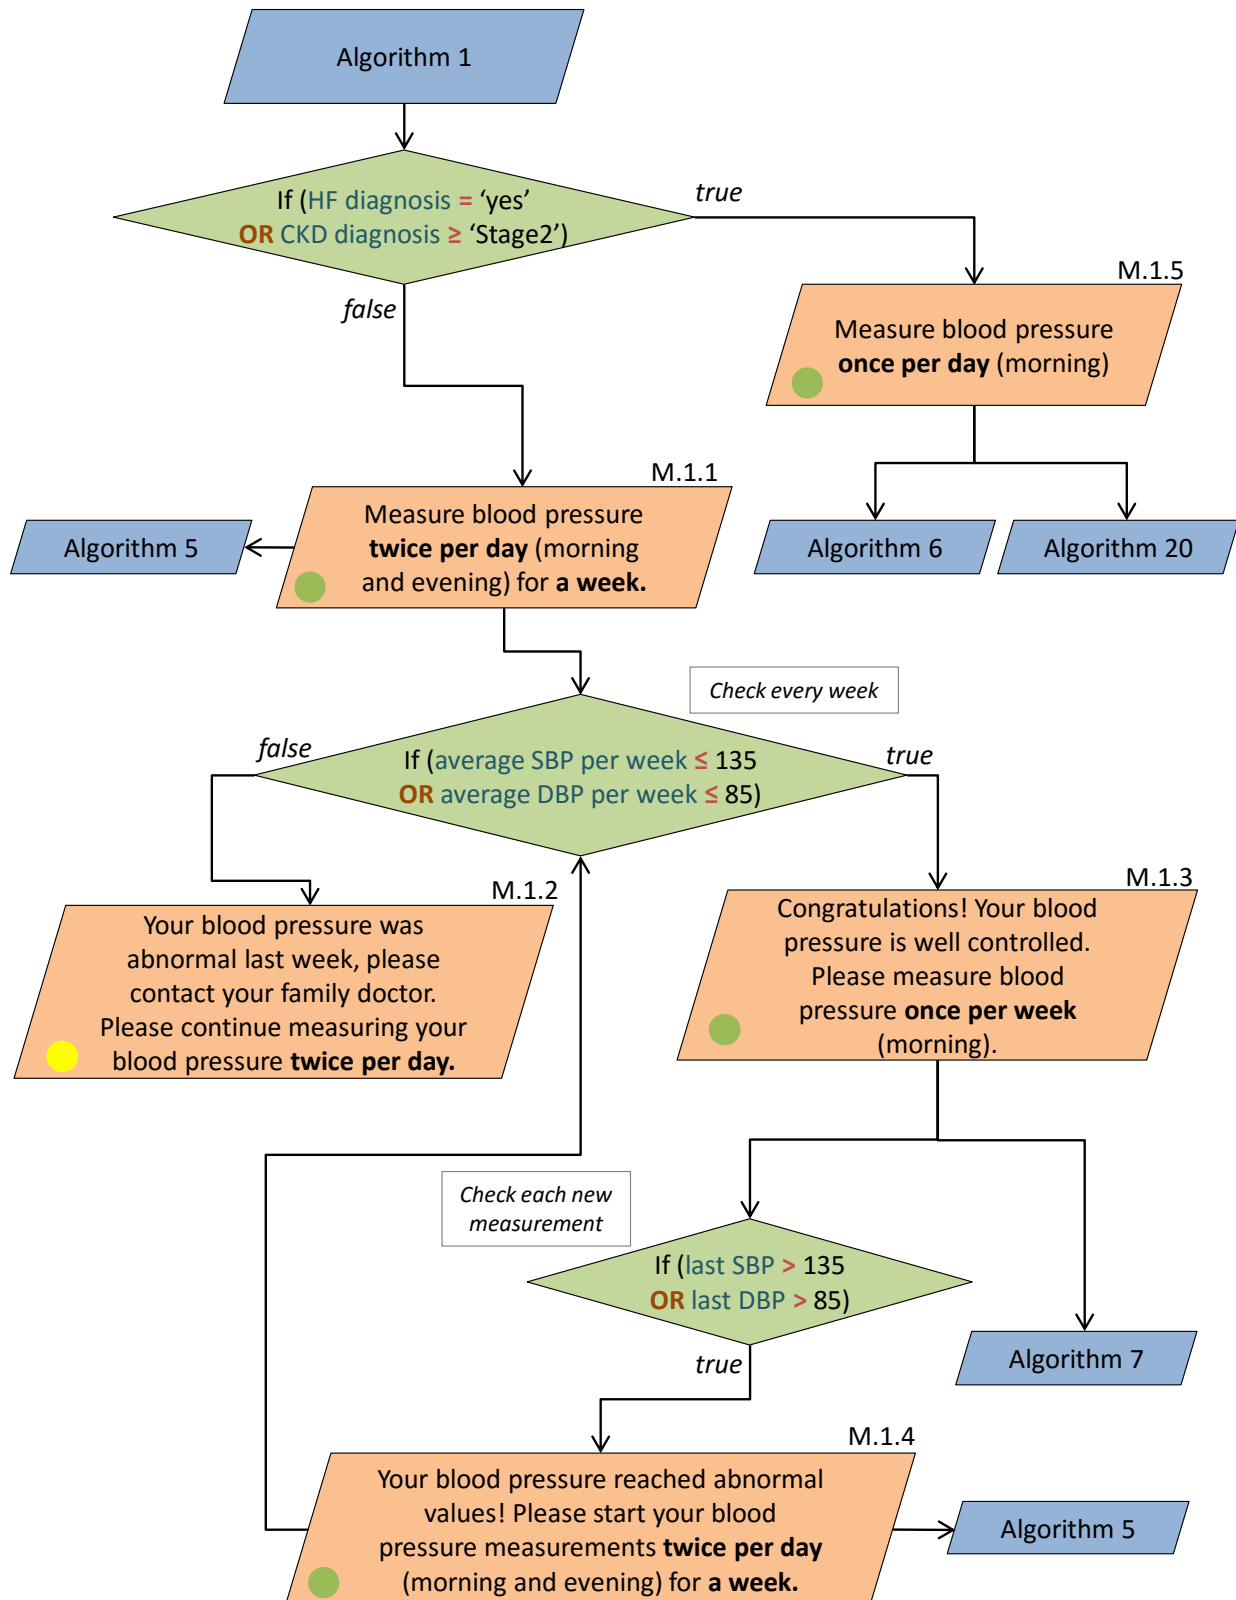 Algorithm 1
If (HF diagnosis = ‘yes’
OR CKD diagnosis ≥ ‘Stage2’)
true
false
M.1.5
Measure blood pressure
once per day (morning)
Algorithm 6
Algorithm 20
M.1.1
Measure blood pressure
twice per day (morning
and evening) for a week.
Algorithm 5
Check every week
false
true
If (average SBP per week ≤ 135
OR average DBP per week ≤ 85)
M.1.2
Your blood pressure was
abnormal last week, please
contact your family doctor.
Please continue measuring your
blood pressure twice per day.
M.1.3
Congratulations! Your blood
pressure is well controlled.
Please measure blood
pressure once per week
(morning).
Check each new
measurement
If (last SBP > 135
OR last DBP > 85)
true
Algorithm 7
M.1.4
Your blood pressure reached abnormal
values! Please start your blood
pressure measurements twice per day
(morning and evening) for a week.
Algorithm 5